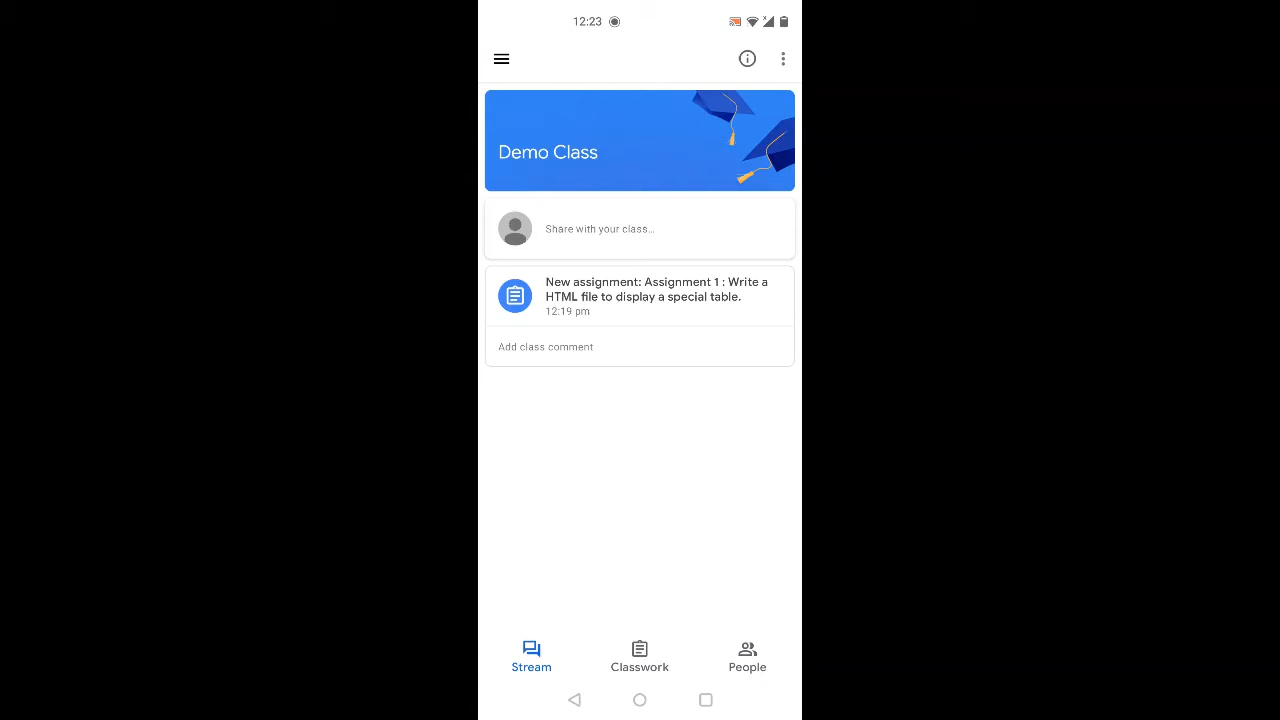 12:23
Demo Class
Share with your class...
New assignment: Assignment 1 : Write a
HTML file to display a special table.
12:19 pm
Add class comment
Stream
Classwork
People